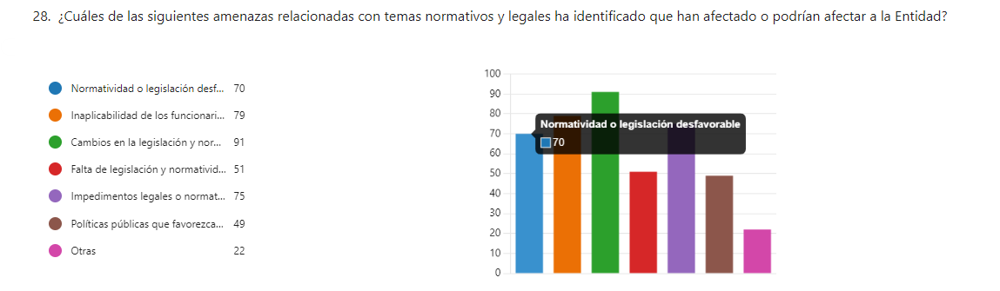 28. ¿Cuáles de las siguientes amenazas relacionadas con temas normativos y legales ha identificado que han afectado o podrían afectar a la Entidad?
Normatividad o legislación desf... 70
Inaplicabilidad de los funcionari... 79
Cambios en la legislación y nor... 91
Falta de legislación y normativid... 51
Impedimentos legales o normat... 75
Políticas públicas que favorezca... 49
Otras 22
100
90
80
70
60
50
40
30
20
10
0
Normatividad o legislación desfavorable
70